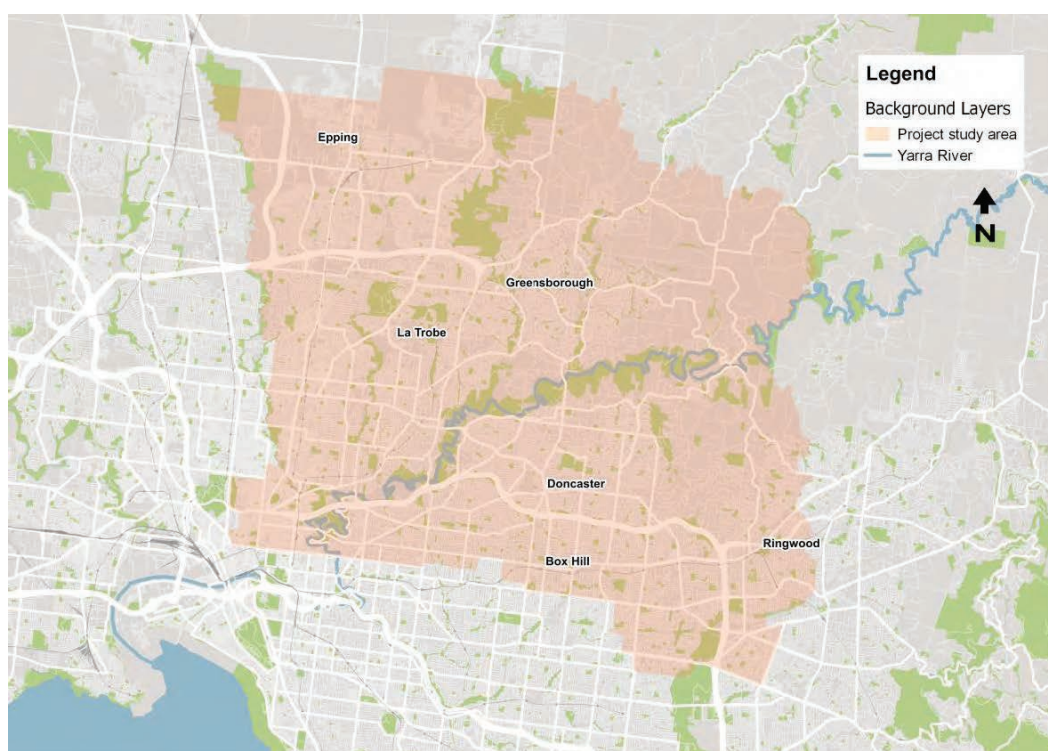 Legend
Background Layers
Project study area
Yarra River
N
Epping
Greensborough
La Trobe
Doncaster
Box Hill
Ringwood